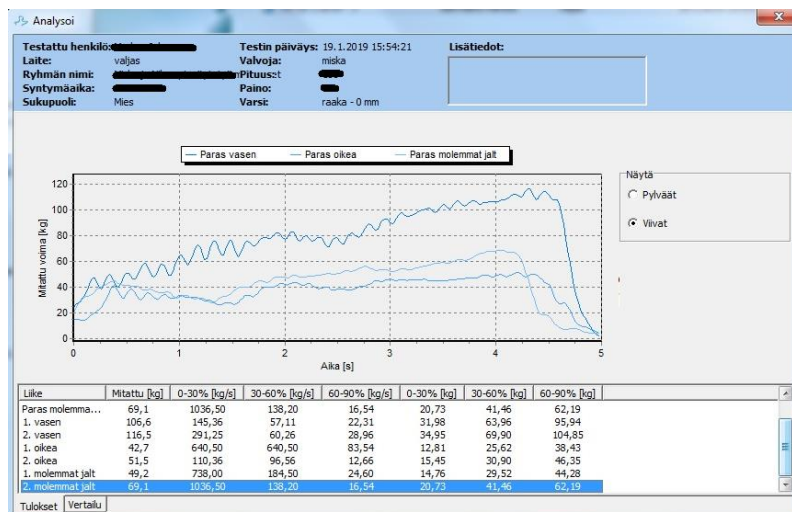 Analysoi
Testattu henkilö: Testin päiväys: 19.1.2019 15:54:21 Lisätiedot:
Laite: valjas Valvoja: miska
Ryhmän nimi: Pituus:
Syntymäaika: Paino:
Sukupuoli: Mies Varsi: raaka - 0 mm
Paras vasen Paras oikea Paras molemmat jalt
Näytä
Pylväät
Viivat
Mitattu voima [kg]
120
100
80
60
40
20
0
0 1 2 3 4 5
Aika [s]
Liike Mitattu [kg] 0-30% [kg/s] 30-60% [kg/s] 60-90% [kg/s] 0-30% [kg] 30-60% [kg] 60-90% [kg]
Paras molemma... 69,1 1036,50 138,20 16,54 20,73 41,46 62,19
1. vasen 106,6 145,36 57,11 22,31 31,98 63,96 95,94
2. vasen 116,5 291,25 60,26 28,96 34,95 69,90 104,85
1. oikea 42,7 640,50 640,50 83,54 12,81 25,62 38,43
2. oikea 51,5 110,36 96,56 12,66 15,45 30,90 46,35
1. molemmat jalt 49,2 738,00 184,50 24,60 14,76 29,52 44,28
2. molemmat jalt 69,1 1036,50 138,20 16,54 20,73 41,46 62,19
Tulokset Vertailu